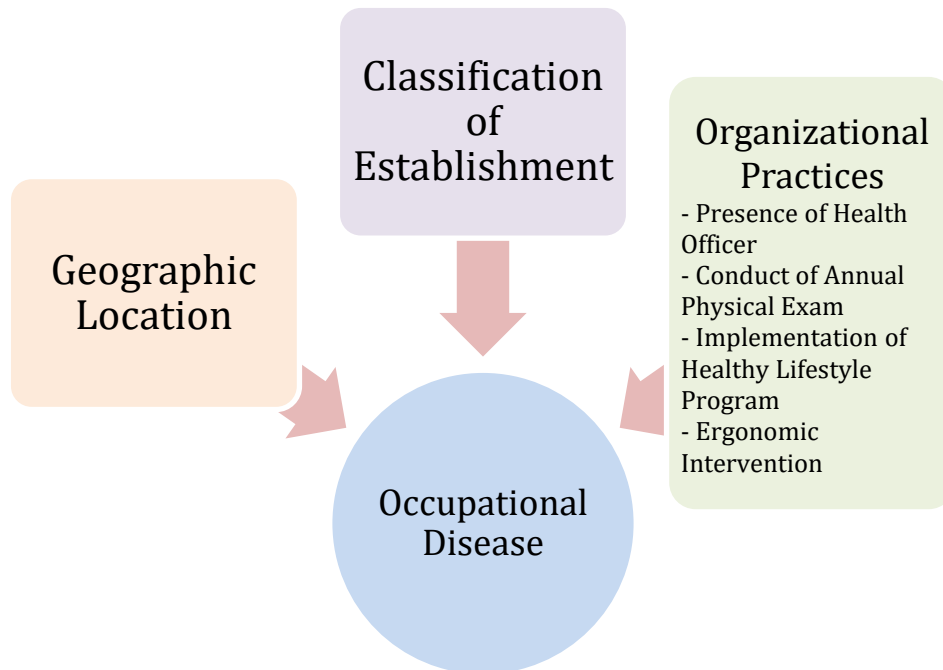 Geographic
Location
Classification
of
Establishment
Organizational
Practices
- Presence of Health
Officer
- Conduct of Annual
Physical Exam
- Implementation of
Healthy Lifestyle
Program
- Ergonomic
Intervention
Occupational
Disease